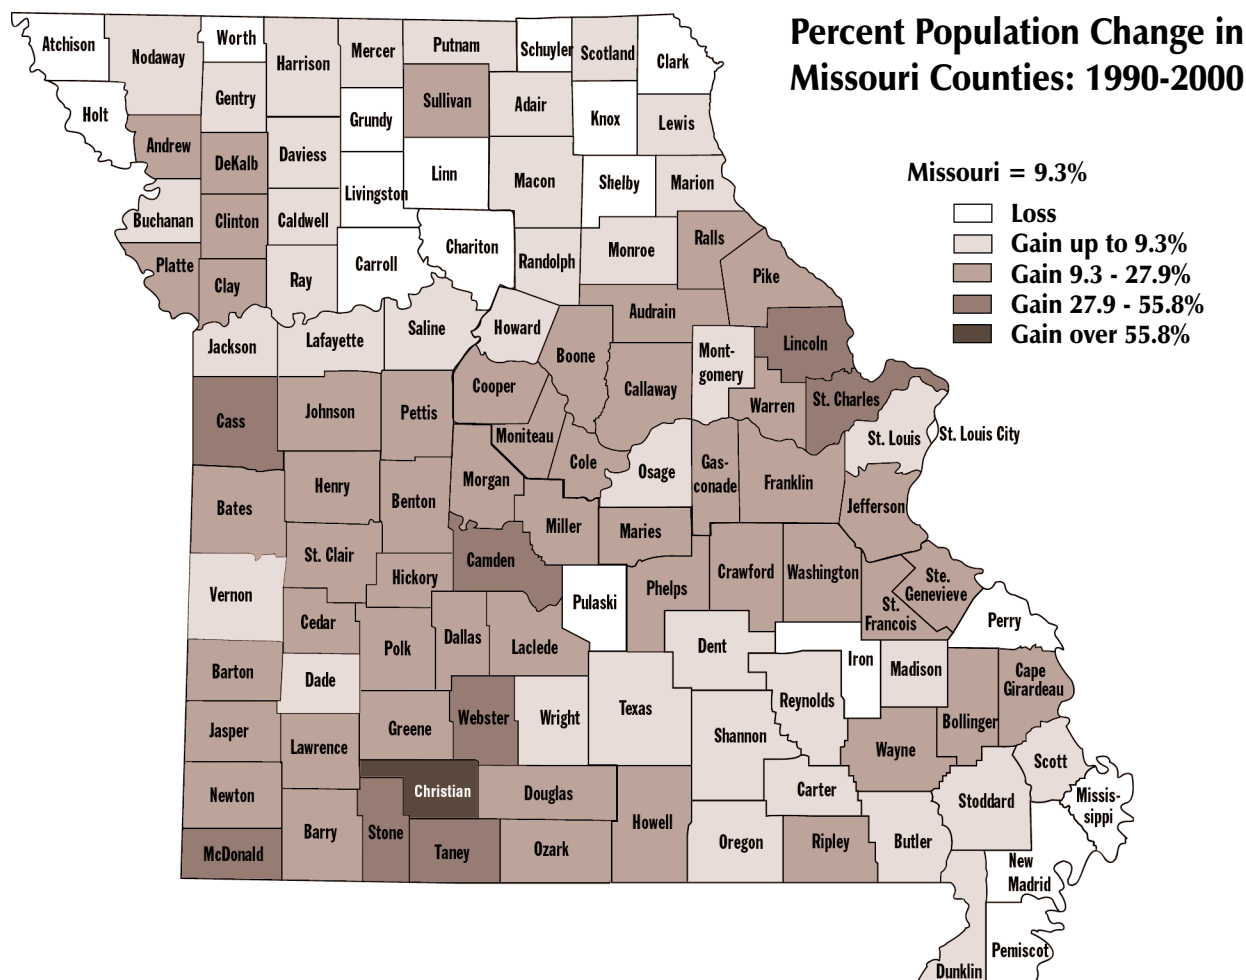 Percent Population Change in
Missouri Counties: 1990-2000
Missouri = 9.3%
Loss
Gain up to 9.3%
Gain 9.3 - 27.9%
Gain 27.9 - 55.8%
Gain over 55.8%
Atchison
Nodaway
Worth
Harrison
Mercer
Putnam
Schuyler
Scotland
Clark
Holt
Gentry
Grundy
Sullivan
Adair
Knox
Lewis
Andrew
DeKalb
Daviess
Livingston
Linn
Macon
Shelby
Marion
Buchanan
Clinton
Caldwell
Chariton
Randolph
Monroe
Ralls
Platte
Clay
Ray
Carroll
Pike
Audrain
Jackson
Lafayette
Saline
Howard
Boone
Callaway
Mont-
gomery
Lincoln
Cass
Johnson
Pettis
Cooper
Moniteau
Warren
St. Charles
St. Louis
St. Louis City
Cole
Osage
Gas-
conade
Franklin
Jefferson
Bates
Henry
Benton
Morgan
Miller
Maries
Vernon
St. Clair
Hickory
Camden
Pulaski
Phelps
Crawford
Washington
St.
Francois
Ste.
Genevieve
Perry
Cedar
Polk
Dallas
Laclede
Dent
Iron
Madison
Barton
Dade
Texas
Reynolds
Bollinger
Cape
Girardeau
Jasper
Lawrence
Greene
Webster
Wright
Shannon
Wayne
Scott
Newton
Christian
Douglas
Carter
Stoddard
Missis-
sippi
McDonald
Barry
Stone
Taney
Ozark
Howell
Oregon
Ripley
Butler
New
Madrid
Dunklin
Pemiscot